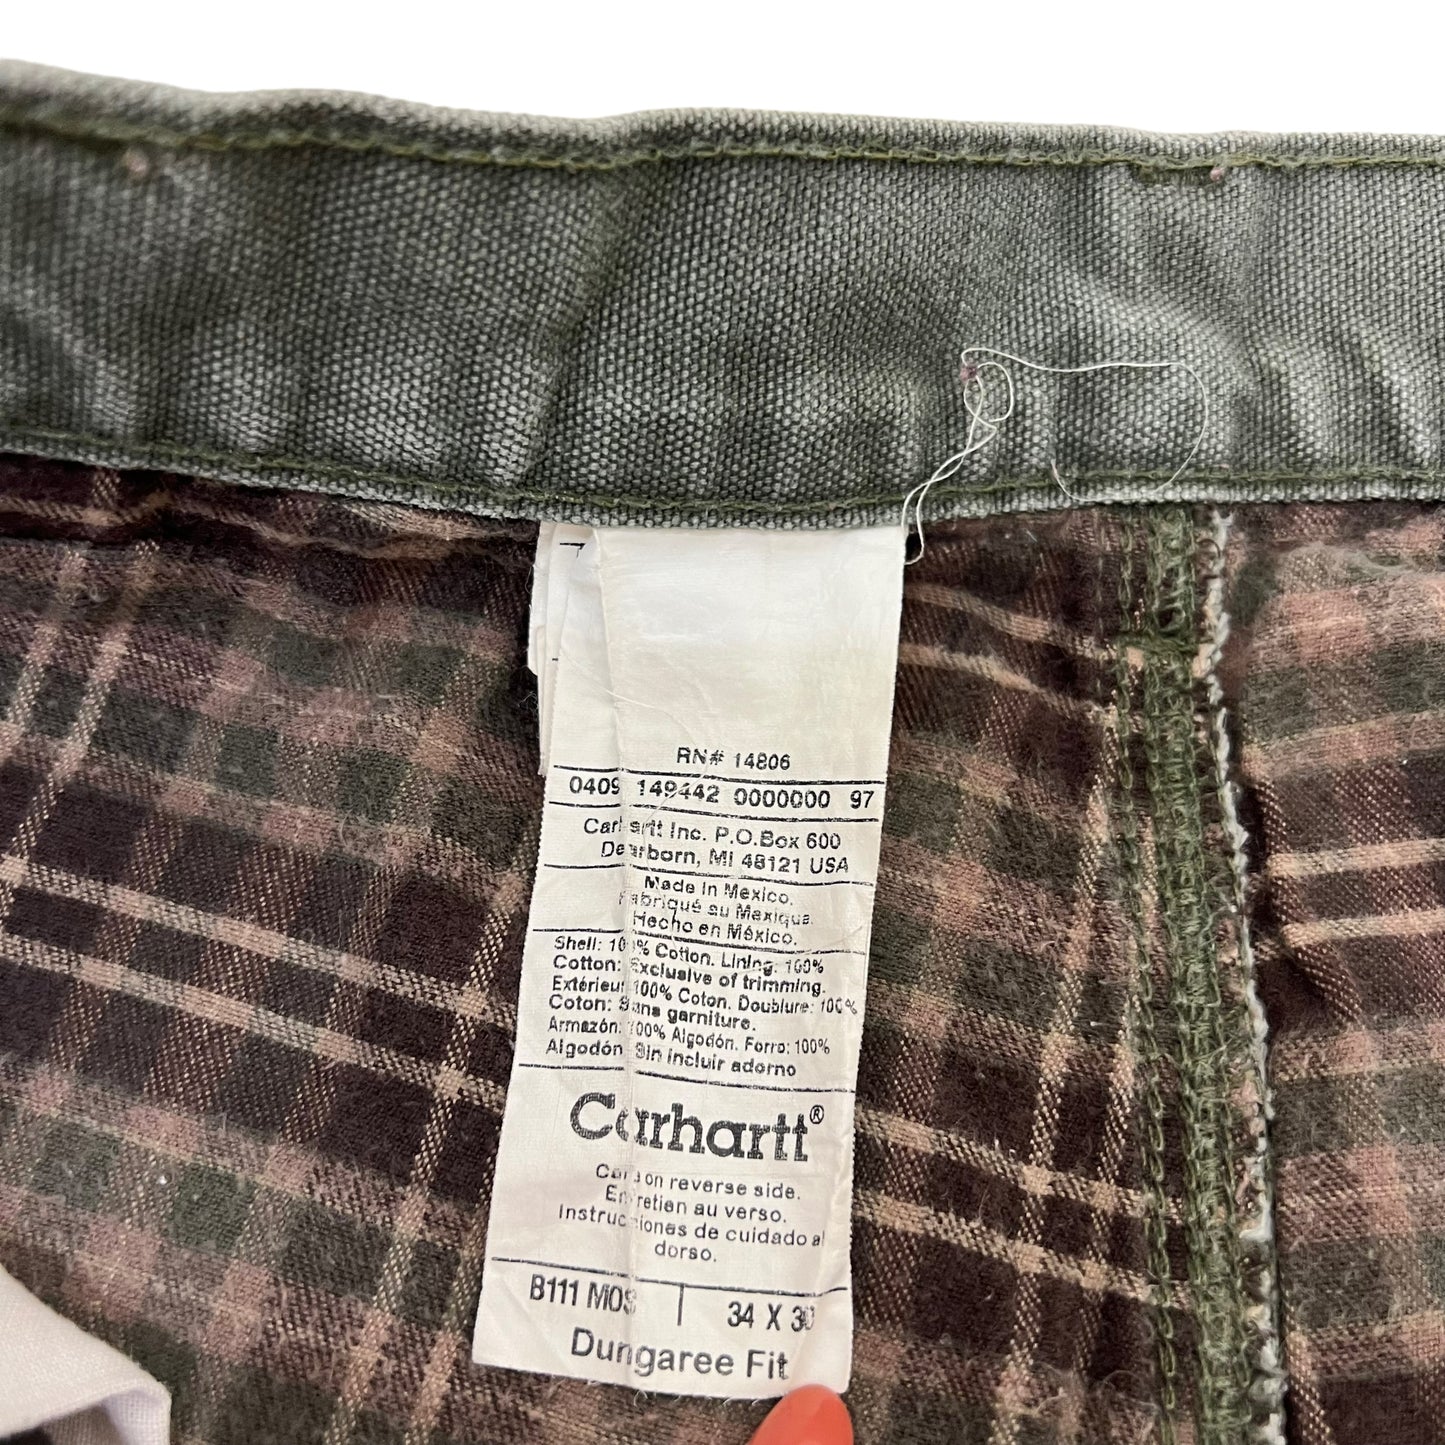 RN# 14806
0409 149442 0000000 97
Carhartt Inc. P.O.Box 600
Dearborn, MI 48121 USA
Made in Mexico.
Fabriqué au Mexique.
Hecho en México.
Shell: 100% Cotton. Lining: 100%
Cotton: Exclusive of trimming.
Extérieur: 100% Coton. Doublure: 100%
Coton: Sans garniture.
Armazón: 100% Algodón. Forro: 100%
Algodón Sin incluir adorno
Carhartt®
Care on reverse side.
Entretien au verso.
Instrucciones de cuidado al
dorso.
B111 MOS | 34 X 30
Dungaree Fit